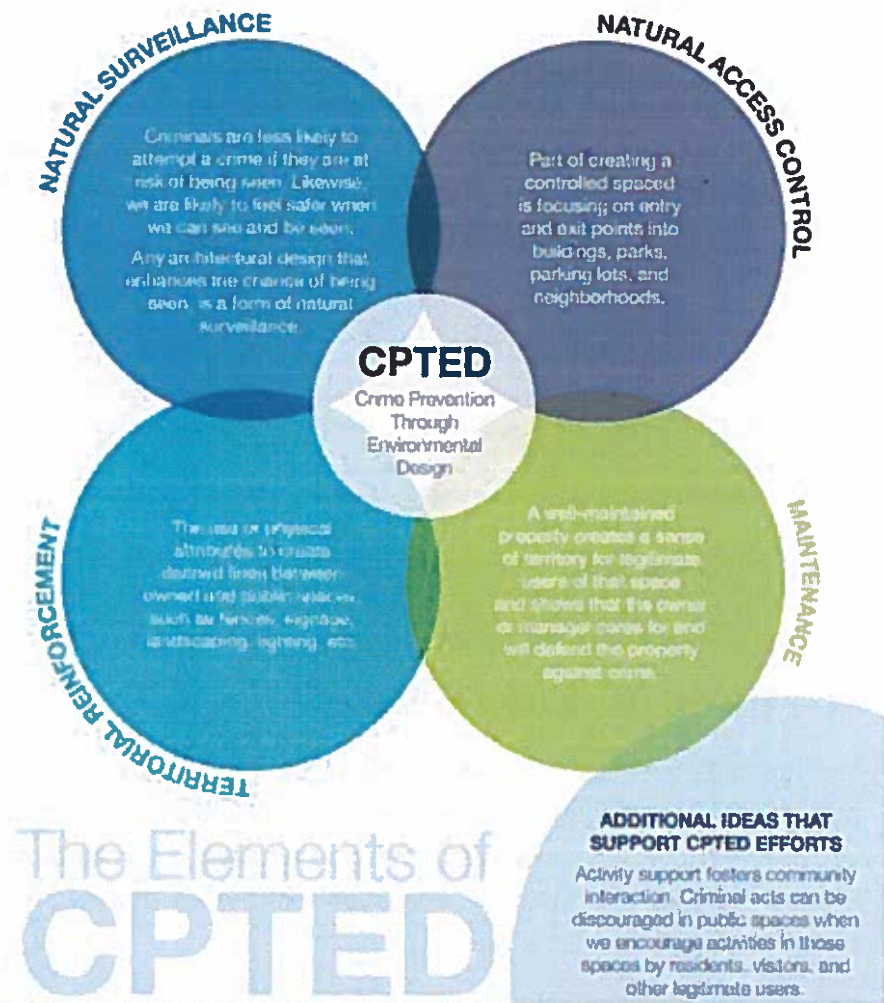 NATURAL SURVEILLANCE
Criminals are less likely to
attempt a crime if they are at
risk of being seen. Likewise,
we are likely to feel safer when
we can see and be seen.
Any architectural design that
enhances the chance of being
seen, is a form of natural
surveillance.
NATURAL ACCESS CONTROL
Part of creating a
controlled spaced
is focusing on entry
and exit points into
buildings, parks,
parking lots, and
neighborhoods.
CPTED
Crime Prevention
Through
Environmental
Design
TERRITORIAL REINFORCEMENT
The use of physical
attributes to create
defined lines between
owned and public spaces,
such as fences, signage,
landscaping, lighting, etc.
MAINTENANCE
A well-maintained
property creates a sense
of territory for legitimate
users of that space
and shows that the owner
or manager cares for and
will defend the property
against crime.
The Elements of
CPTED
ADDITIONAL IDEAS THAT
SUPPORT CPTED EFFORTS
Activity support fosters community
interaction. Criminal acts can be
discouraged in public spaces when
we encourage activities in those
spaces by residents, visitors, and
other legitimate users.